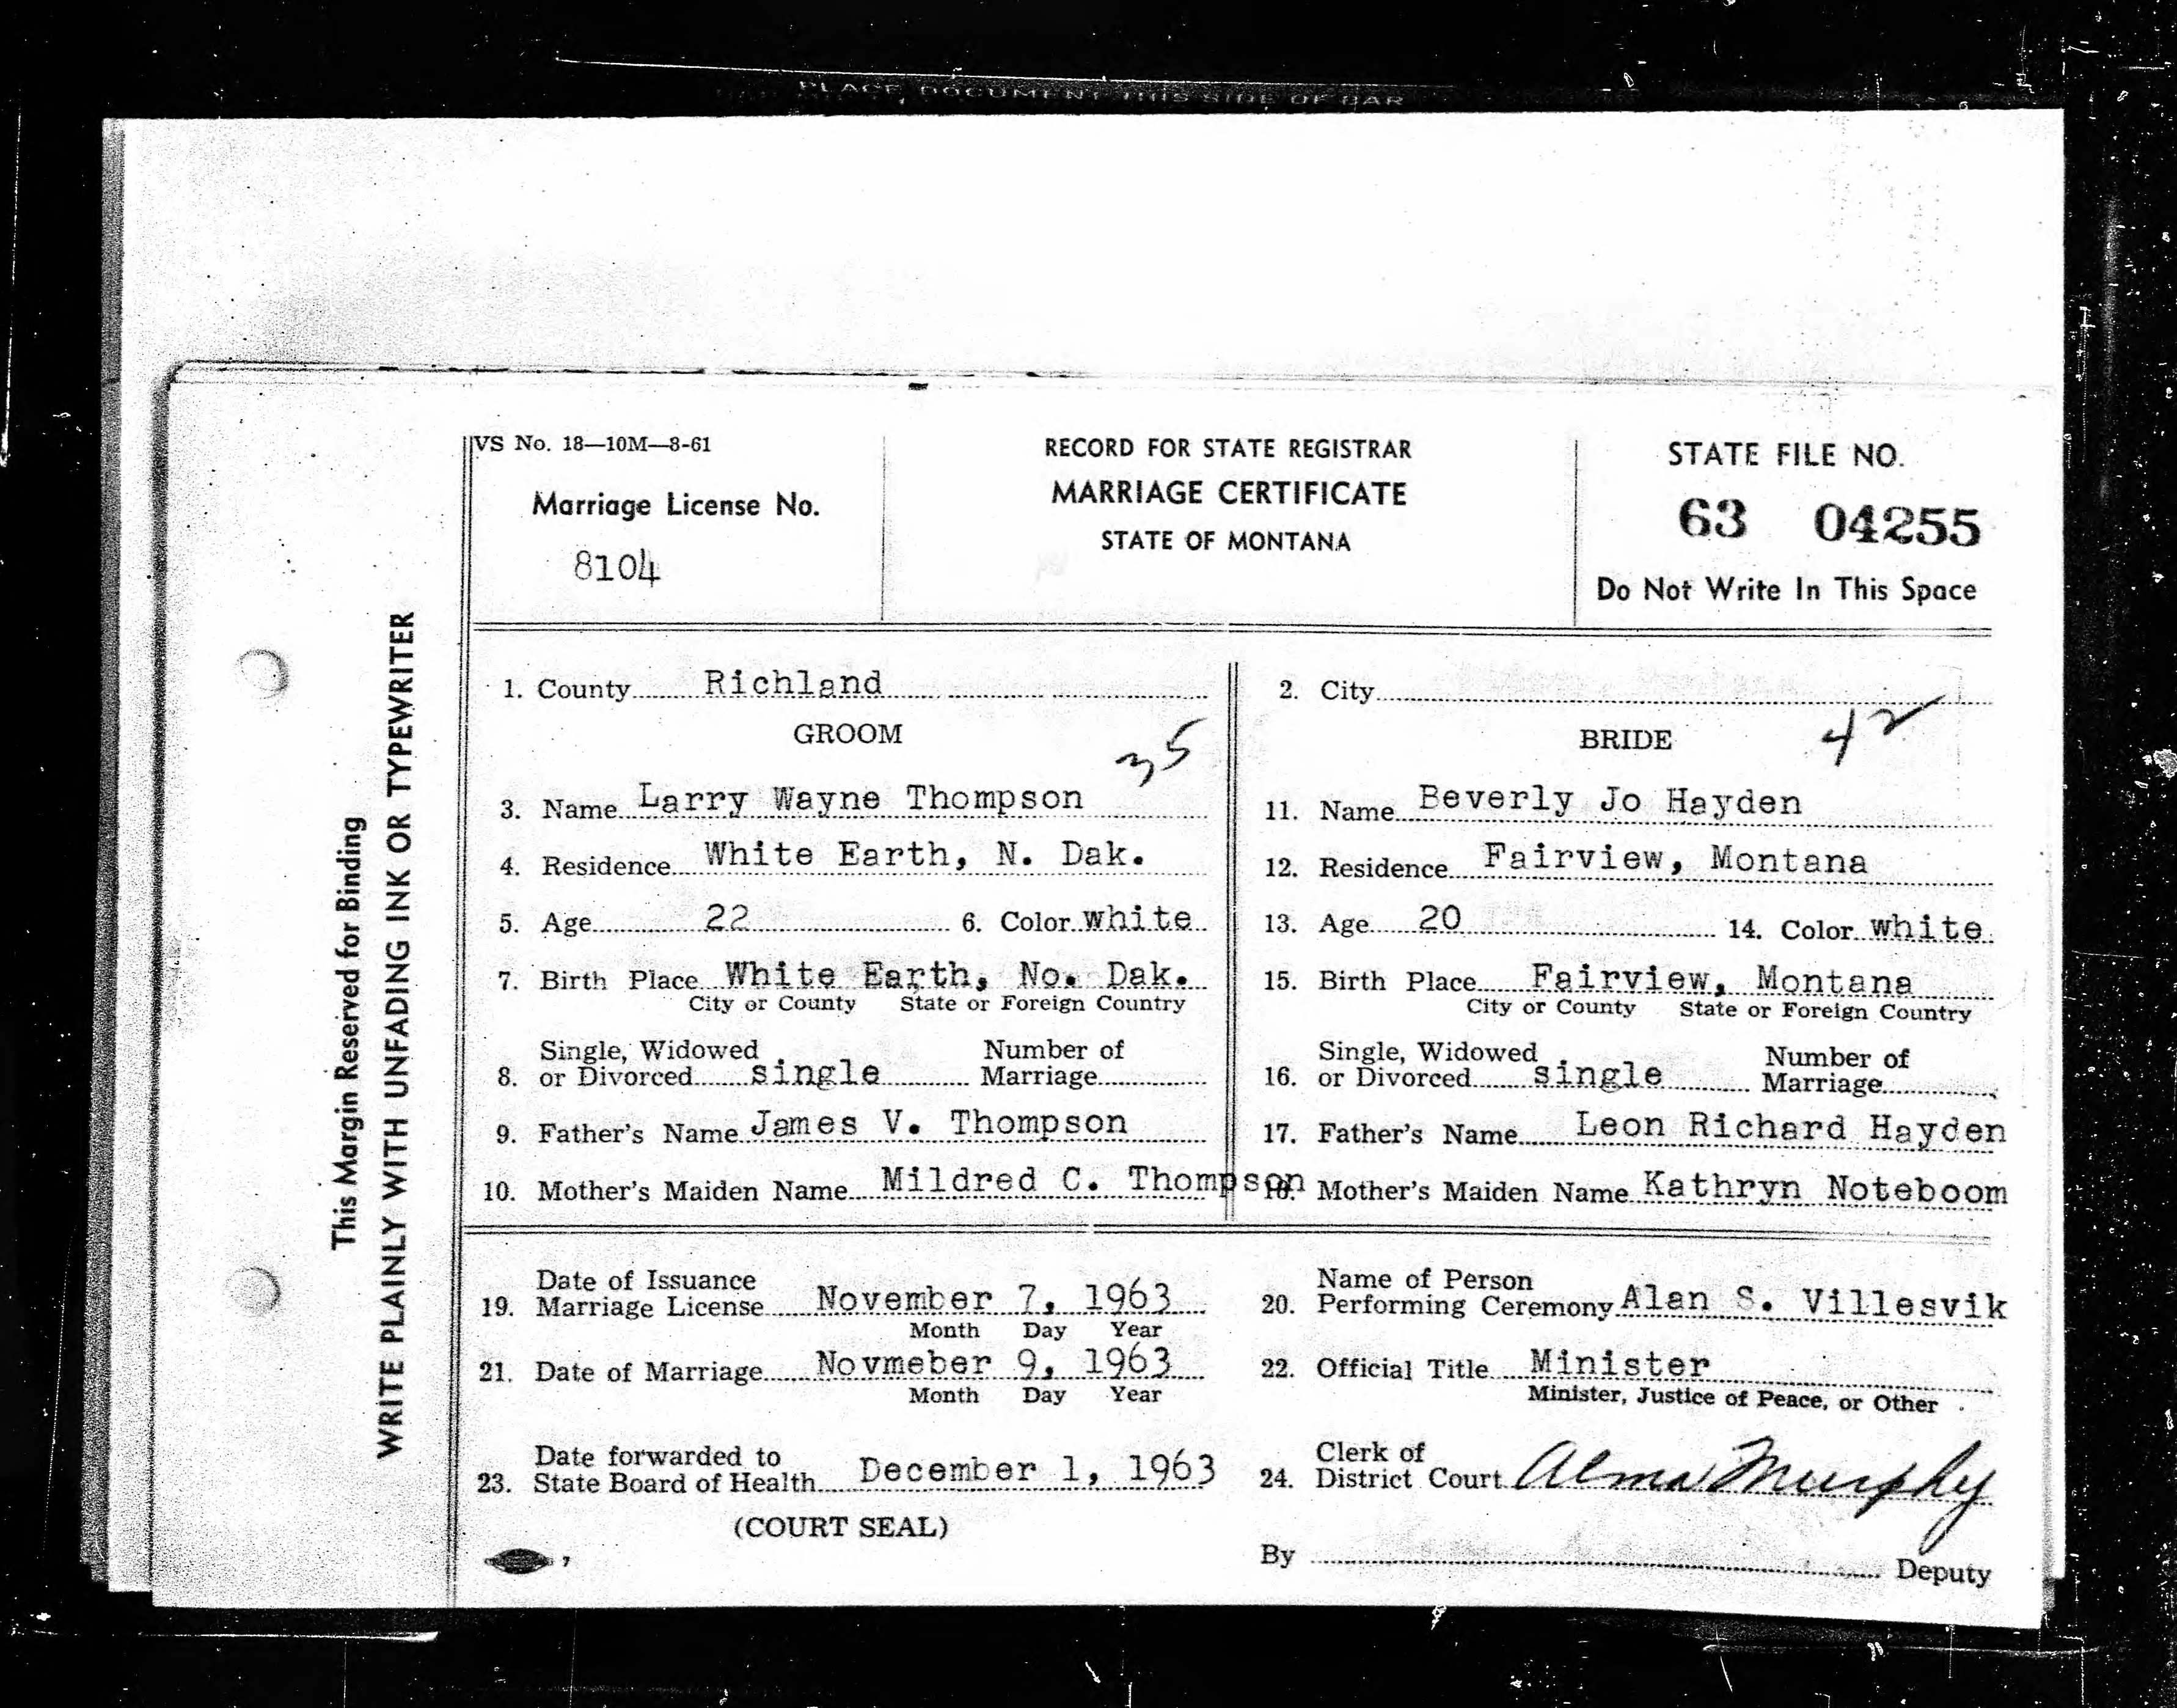 PLACE DOCUMENT THIS SIDE OF BAR
VS No. 18—10M—8-61
Marriage License No.
8104
RECORD FOR STATE REGISTRAR
MARRIAGE CERTIFICATE
STATE OF MONTANA
STATE FILE NO.
63 04255
Do Not Write In This Space
This Margin Reserved for Binding
WRITE PLAINLY WITH UNFADING INK OR TYPEWRITER
1. County Richland
2. City
GROOM 35
BRIDE 42
3. Name Larry Wayne Thompson
11. Name Beverly Jo Hayden
4. Residence White Earth, N. Dak.
12. Residence Fairview, Montana
5. Age 22 6. Color white
13. Age 20 14. Color white
7. Birth Place White Earth, No. Dak.
City or County State or Foreign Country
15. Birth Place Fairview, Montana
City or County State or Foreign Country
Single, Widowed Number of
8. or Divorced single Marriage
Single, Widowed Number of
16. or Divorced single Marriage
9. Father's Name James V. Thompson
17. Father's Name Leon Richard Hayden
10. Mother's Maiden Name Mildred C. Thompson
18. Mother's Maiden Name Kathryn Noteboom
Date of Issuance
19. Marriage License November 7, 1963
Month Day Year
Name of Person
20. Performing Ceremony Alan S. Villesvik
21. Date of Marriage Novmeber 9, 1963
Month Day Year
22. Official Title Minister
Minister, Justice of Peace, or Other
Date forwarded to
23. State Board of Health December 1, 1963
Clerk of
24. District Court Alma Murphy
(COURT SEAL)
7
By Deputy